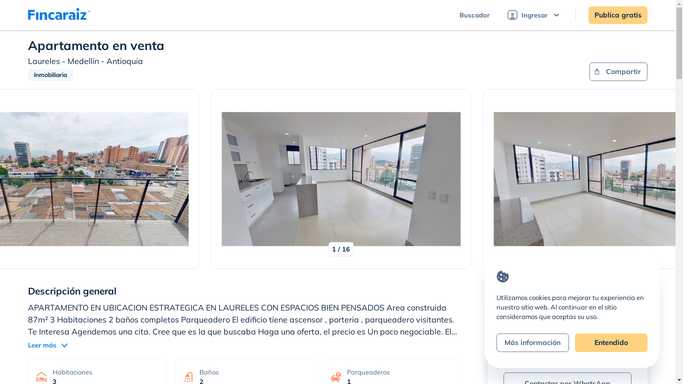 Fincaraiz
Buscador
Ingresar
Publica gratis
Apartamento en venta
Laureles - Medellín - Antioquia
Inmobiliaria
Compartir
1 / 16
Descripción general
APARTAMENTO EN UBICACION ESTRATEGICA EN LAURELES CON ESPACIOS BIEN PENSADOS Area construida
87m² 3 Habitaciones 2 baños completos Parqueadero El edificio tiene ascensor , porteria , parqueadero visitantes.
Te Interesa Agendemos una cita. Cree que es la que buscaba Haga una oferta, el precio es Un poco negociable. El...
Leer más
Habitaciones
3
Baños
2
Parqueaderos
1
Utilizamos cookies para mejorar tu experiencia en
nuestro sitio web. Al continuar en el sitio
consideramos que aceptas su uso.
Más información
Entendido
Contactar por WhatsApp